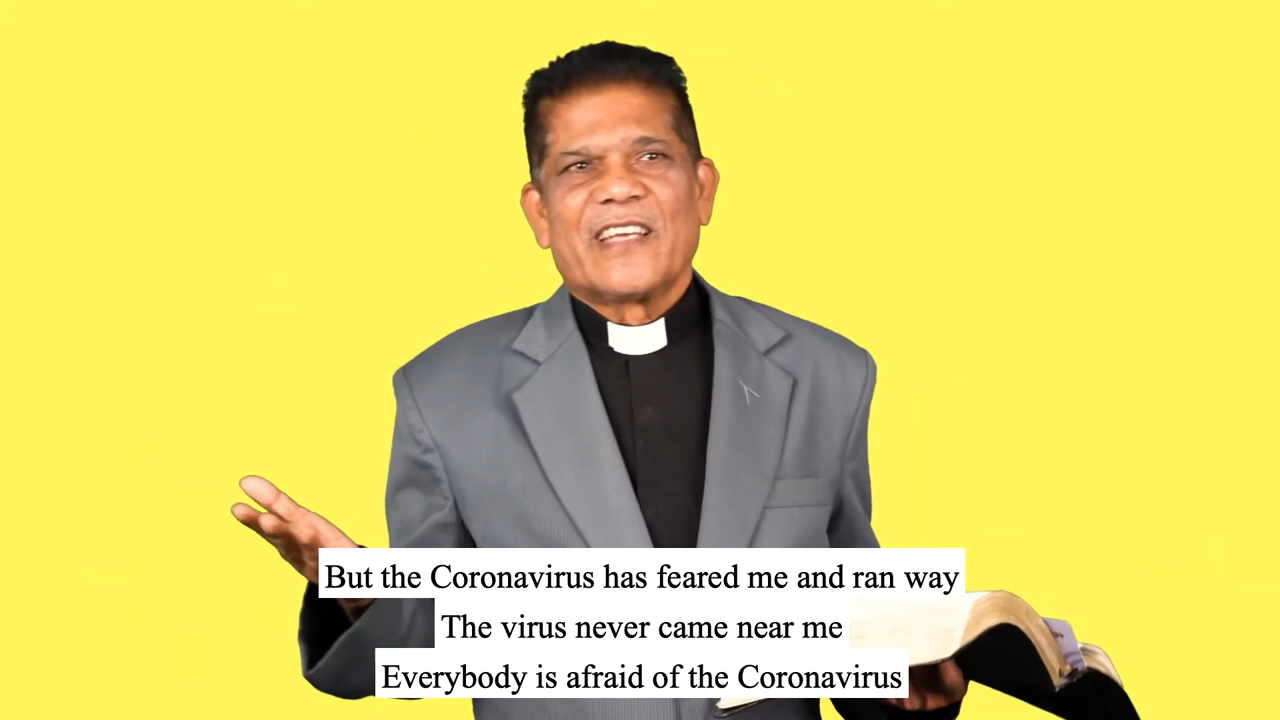 But the Coronavirus has feared me and ran way
The virus never came near me
Everybody is afraid of the Coronavirus